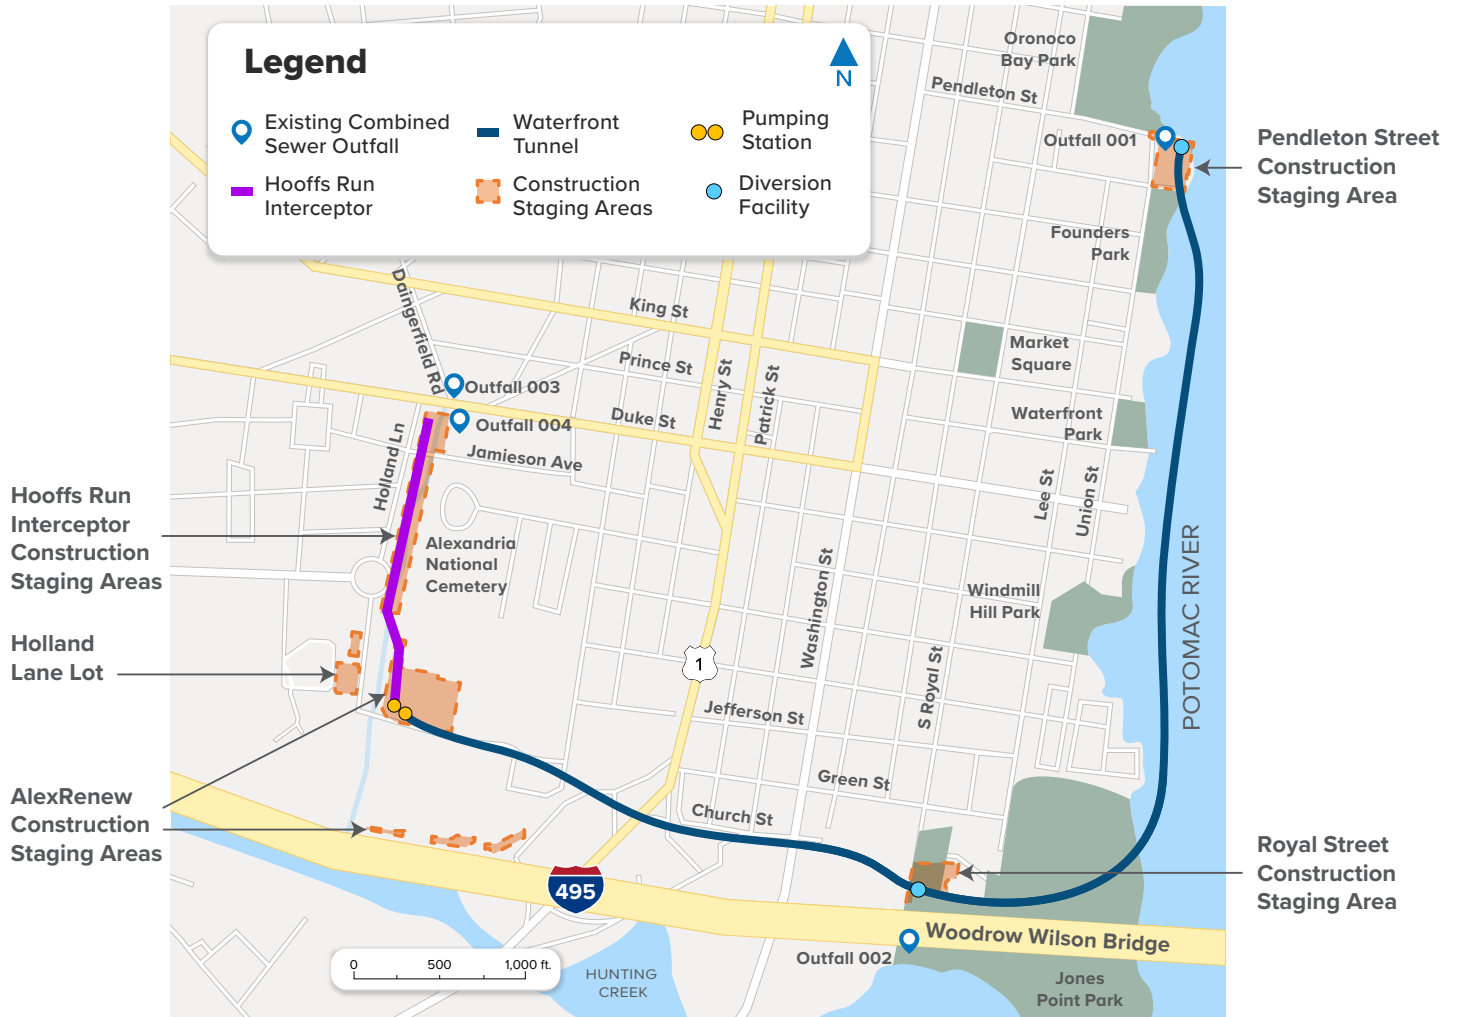 Legend
N
Existing Combined
Sewer Outfall
Waterfront
Tunnel
Pumping
Station
Hooffs Run
Interceptor
Construction
Staging Areas
Diversion
Facility
Oronoco
Bay Park
Pendleton St
Outfall 001
Pendleton Street
Construction
Staging Area
Founders
Park
Daingerfield Rd
King St
Market
Square
Prince St
Henry St
Patrick St
Outfall 003
Duke St
Waterfront
Park
Outfall 004
Holland Ln
Jamieson Ave
Lee St
Union St
Hooffs Run
Interceptor
Construction
Staging Areas
Alexandria
National
Cemetery
POTOMAC RIVER
Washington St
Windmill
Hill Park
Holland
Lane Lot
1
S Royal St
Jefferson St
Green St
AlexRenew
Construction
Staging Areas
Church St
Royal Street
Construction
Staging Area
495
Woodrow Wilson Bridge
Outfall 002
0
500
1,000 ft.
HUNTING
CREEK
Jones
Point Park